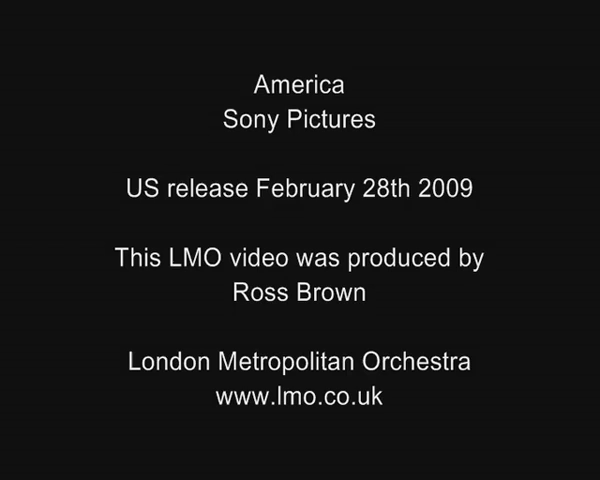 America
Sony Pictures
US release February 28th 2009
This LMO video was produced by
Ross Brown
London Metropolitan Orchestra
www.lmo.co.uk